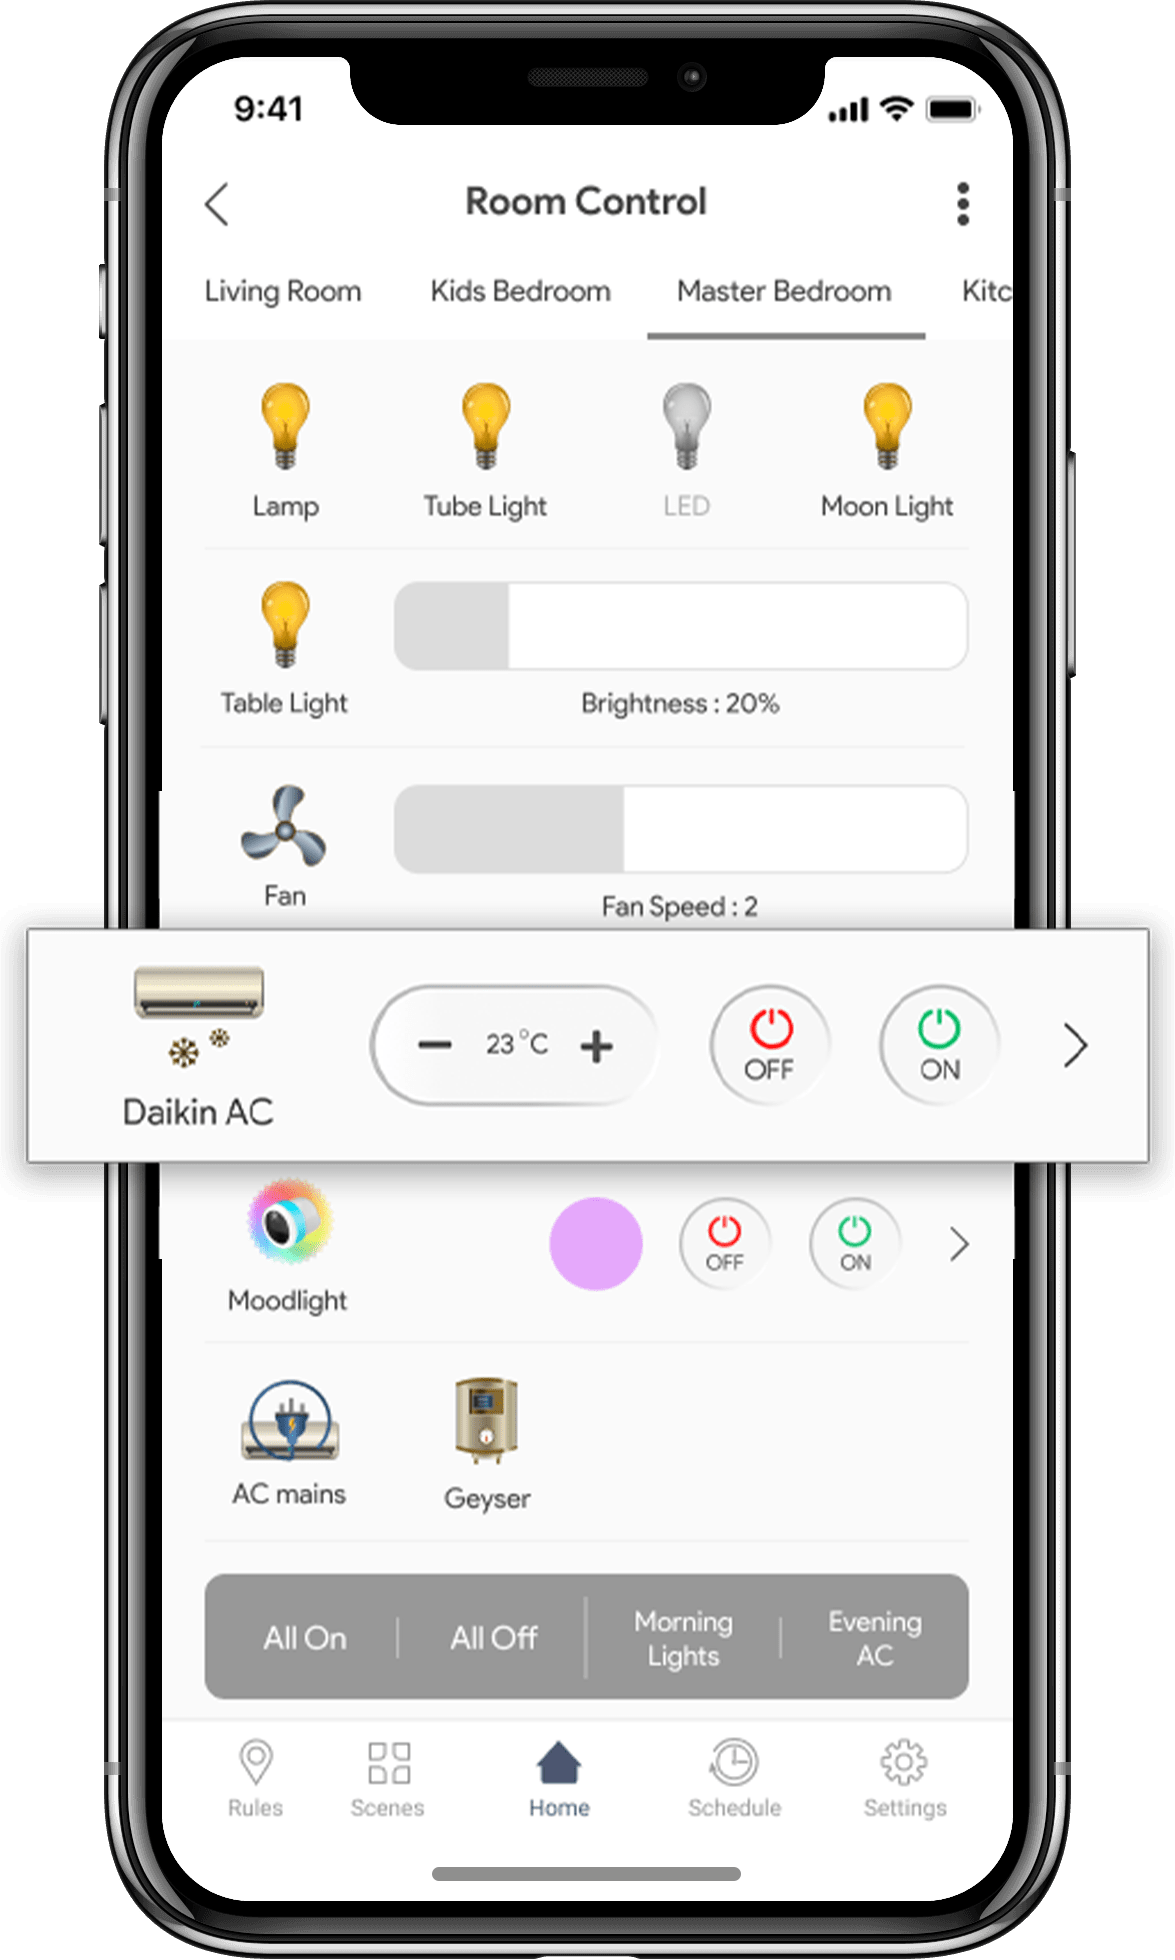 9:41
Room Control
Living Room Kids Bedroom Master Bedroom Kitc
Lamp Tube Light LED Moon Light
Table Light
Brightness : 20%
Fan
Fan Speed : 2
Daikin AC
23°C
OFF
ON
Moodlight
OFF
ON
AC mains Geyser
All On All Off
Morning
Lights
Evening
AC
Rules Scenes Home Schedule Settings